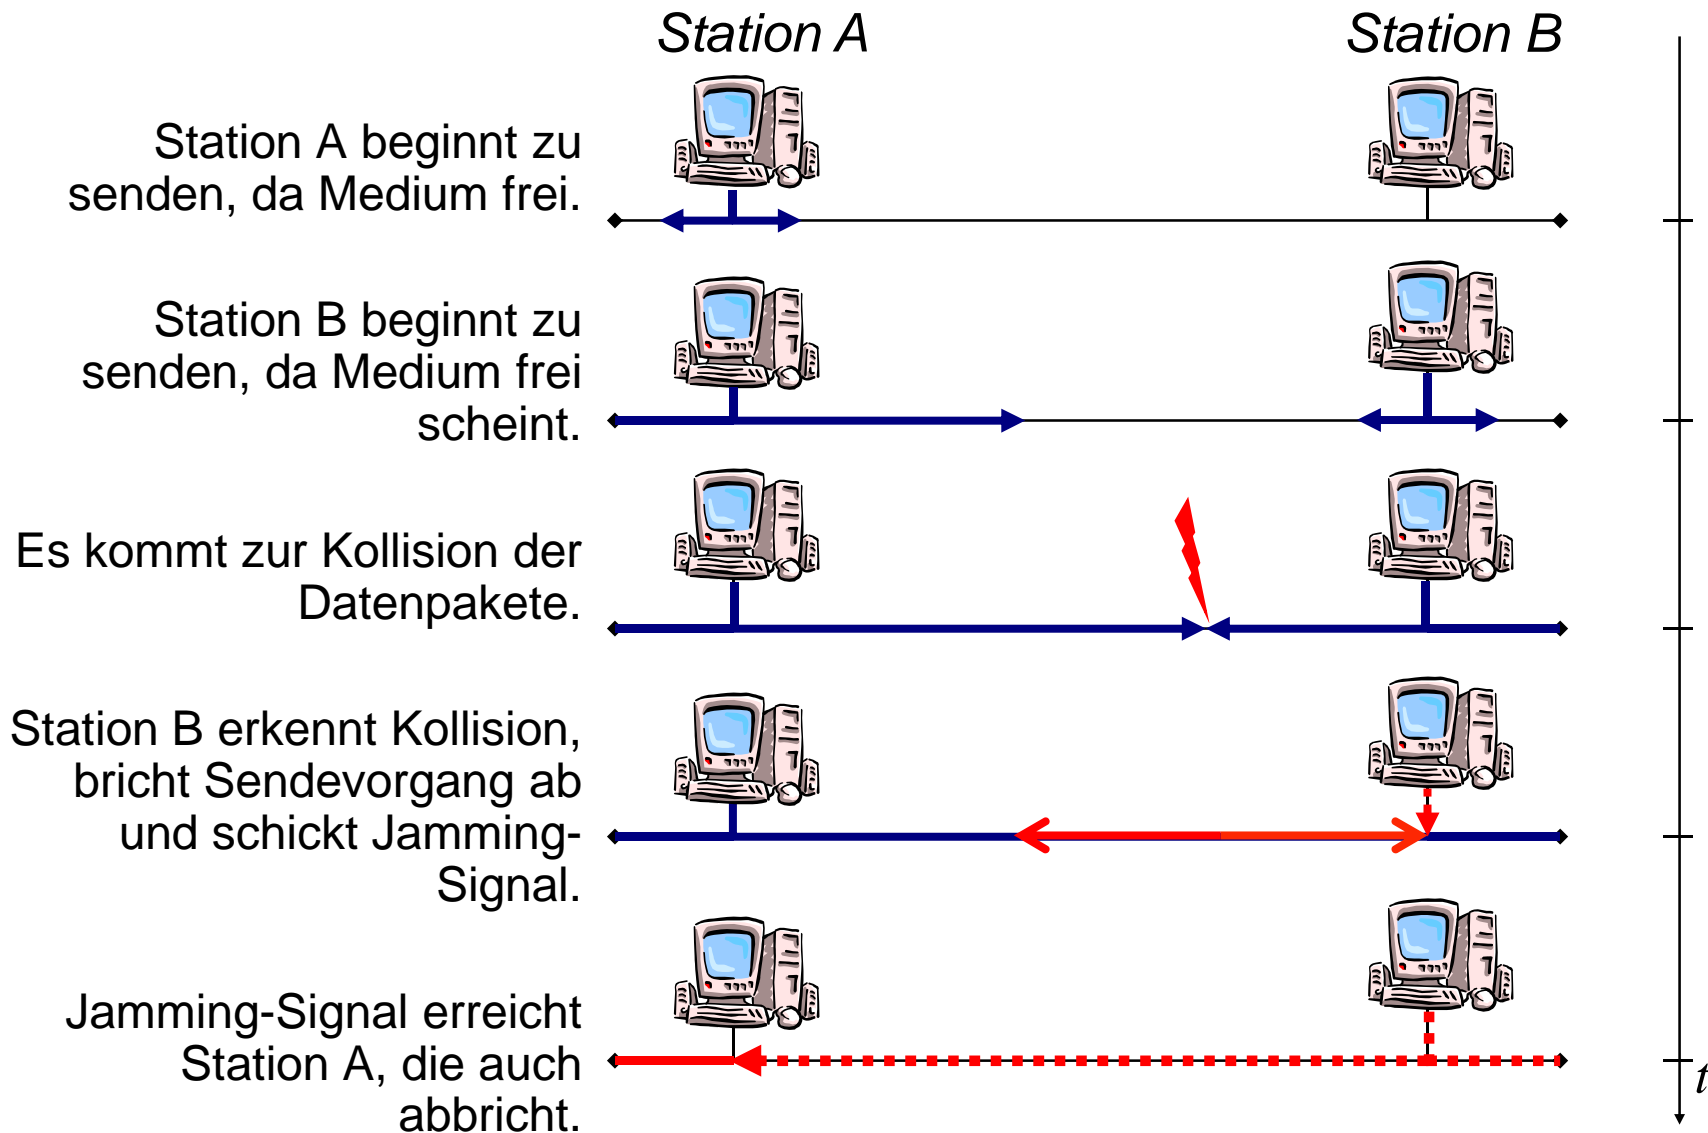 Station A
Station B
Station A beginnt zu
senden, da Medium frei.
Station B beginnt zu
senden, da Medium frei
scheint.
Es kommt zur Kollision der
Datenpakete.
Station B erkennt Kollision,
bricht Sendevorgang ab
und schickt Jamming-
Signal.
Jamming-Signal erreicht
Station A, die auch
abbricht.
t